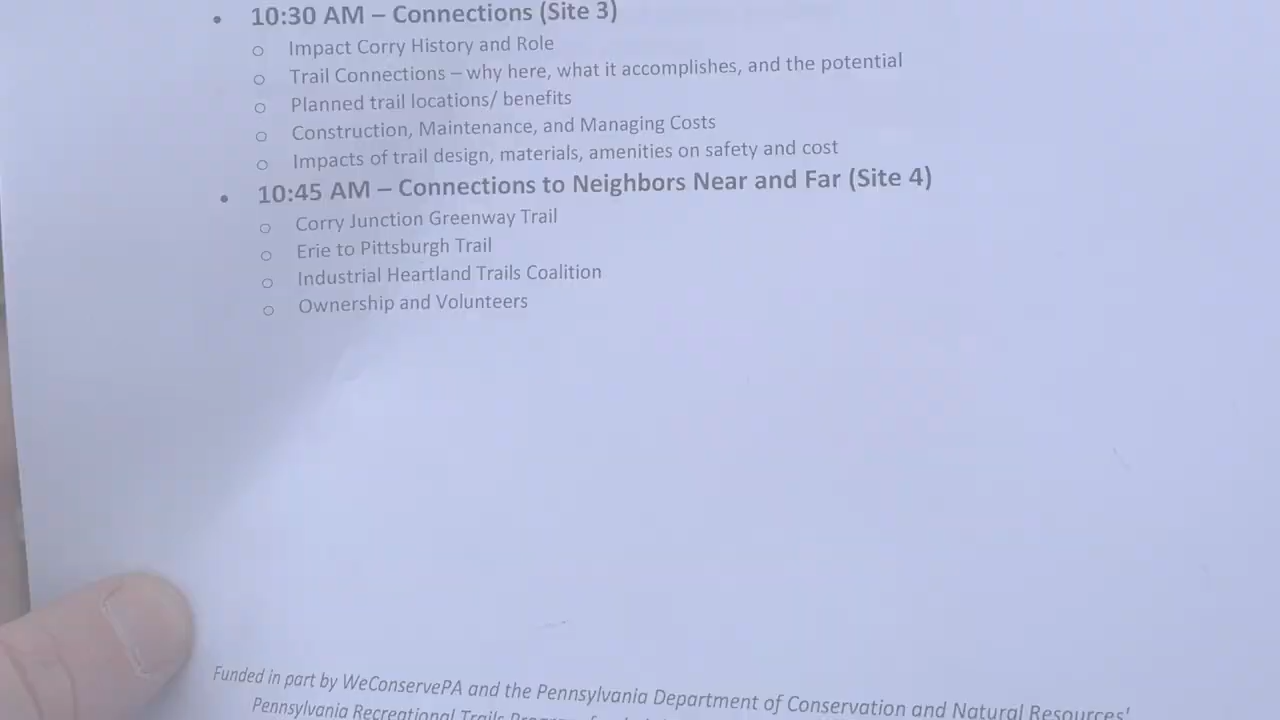 • 10:30 AM – Connections (Site 3)
o Impact Corry History and Role
o Trail Connections – why here, what it accomplishes, and the potential
o Planned trail locations/ benefits
o Construction, Maintenance, and Managing Costs
o Impacts of trail design, materials, amenities on safety and cost
• 10:45 AM – Connections to Neighbors Near and Far (Site 4)
o Corry Junction Greenway Trail
o Erie to Pittsburgh Trail
o Industrial Heartland Trails Coalition
o Ownership and Volunteers
Funded in part by WeConservePA and the Pennsylvania Department of Conservation and Natural Resources'
Pennsylvania Recreational Trails